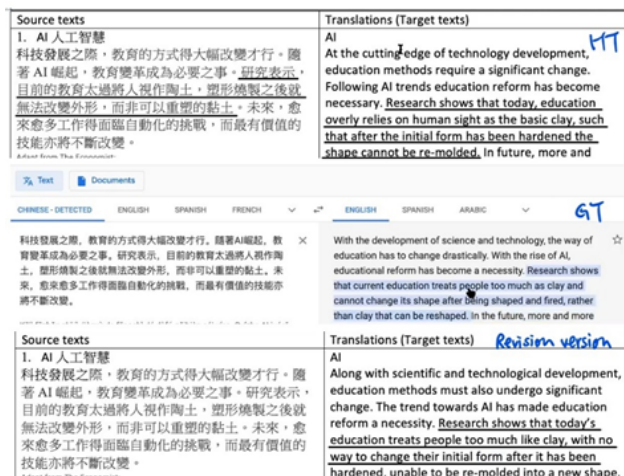 Source texts
Translations (Target texts)
HT
1. AI 人工智慧
科技發展之際，教育的方式得大幅改變才行。隨
著 AI 崛起，教育變革成為必要之事。研究表示，
目前的教育太過將人視作陶土，塑形燒製之後就
無法改變外形，而非可以重塑的黏土。未來，愈
來愈多工作得面臨自動化的挑戰，而最有價值的
技能亦將不斷改變。
Adapt from The Economist:
AI
At the cutting edge of technology development,
education methods require a significant change.
Following AI trends education reform has become
necessary. Research shows that today, education
overly relies on human sight as the basic clay, such
that after the initial form has been hardened the
shape cannot be re-molded. In future, more and
Text
Documents
CHINESE - DETECTED
ENGLISH
SPANISH
FRENCH
ENGLISH
SPANISH
ARABIC
GT
科技發展之際，教育的方式得大幅改變才行。隨著AI崛起，教
育變革成為必要之事。研究表示，目前的教育太過將人視作陶
土，塑形燒製之後就無法改變外形，而非可以重塑的黏土。未
來，愈來愈多工作得面臨自動化的挑戰，而最有價值的技能亦
將不斷改變。
With the development of science and technology, the way of
education has to change drastically. With the rise of AI,
educational reform has become a necessity. Research shows
that current education treats people too much as clay and
cannot change its shape after being shaped and fired, rather
than clay that can be reshaped. In the future, more and more
Source texts
Translations (Target texts)
Revision version
1. AI 人工智慧
科技發展之際，教育的方式得大幅改變才行。隨
著 AI 崛起，教育變革成為必要之事。研究表示，
目前的教育太過將人視作陶土，塑形燒製之後就
無法改變外形，而非可以重塑的黏土。未來，愈
來愈多工作得面臨自動化的挑戰，而最有價值的
技能亦將不斷改變。
AI
Along with scientific and technological development,
education methods must also undergo significant
change. The trend towards AI has made education
reform a necessity. Research shows that today's
education treats people too much like clay, with no
way to change their initial form after it has been
hardened, unable to be re-molded into a new shape.